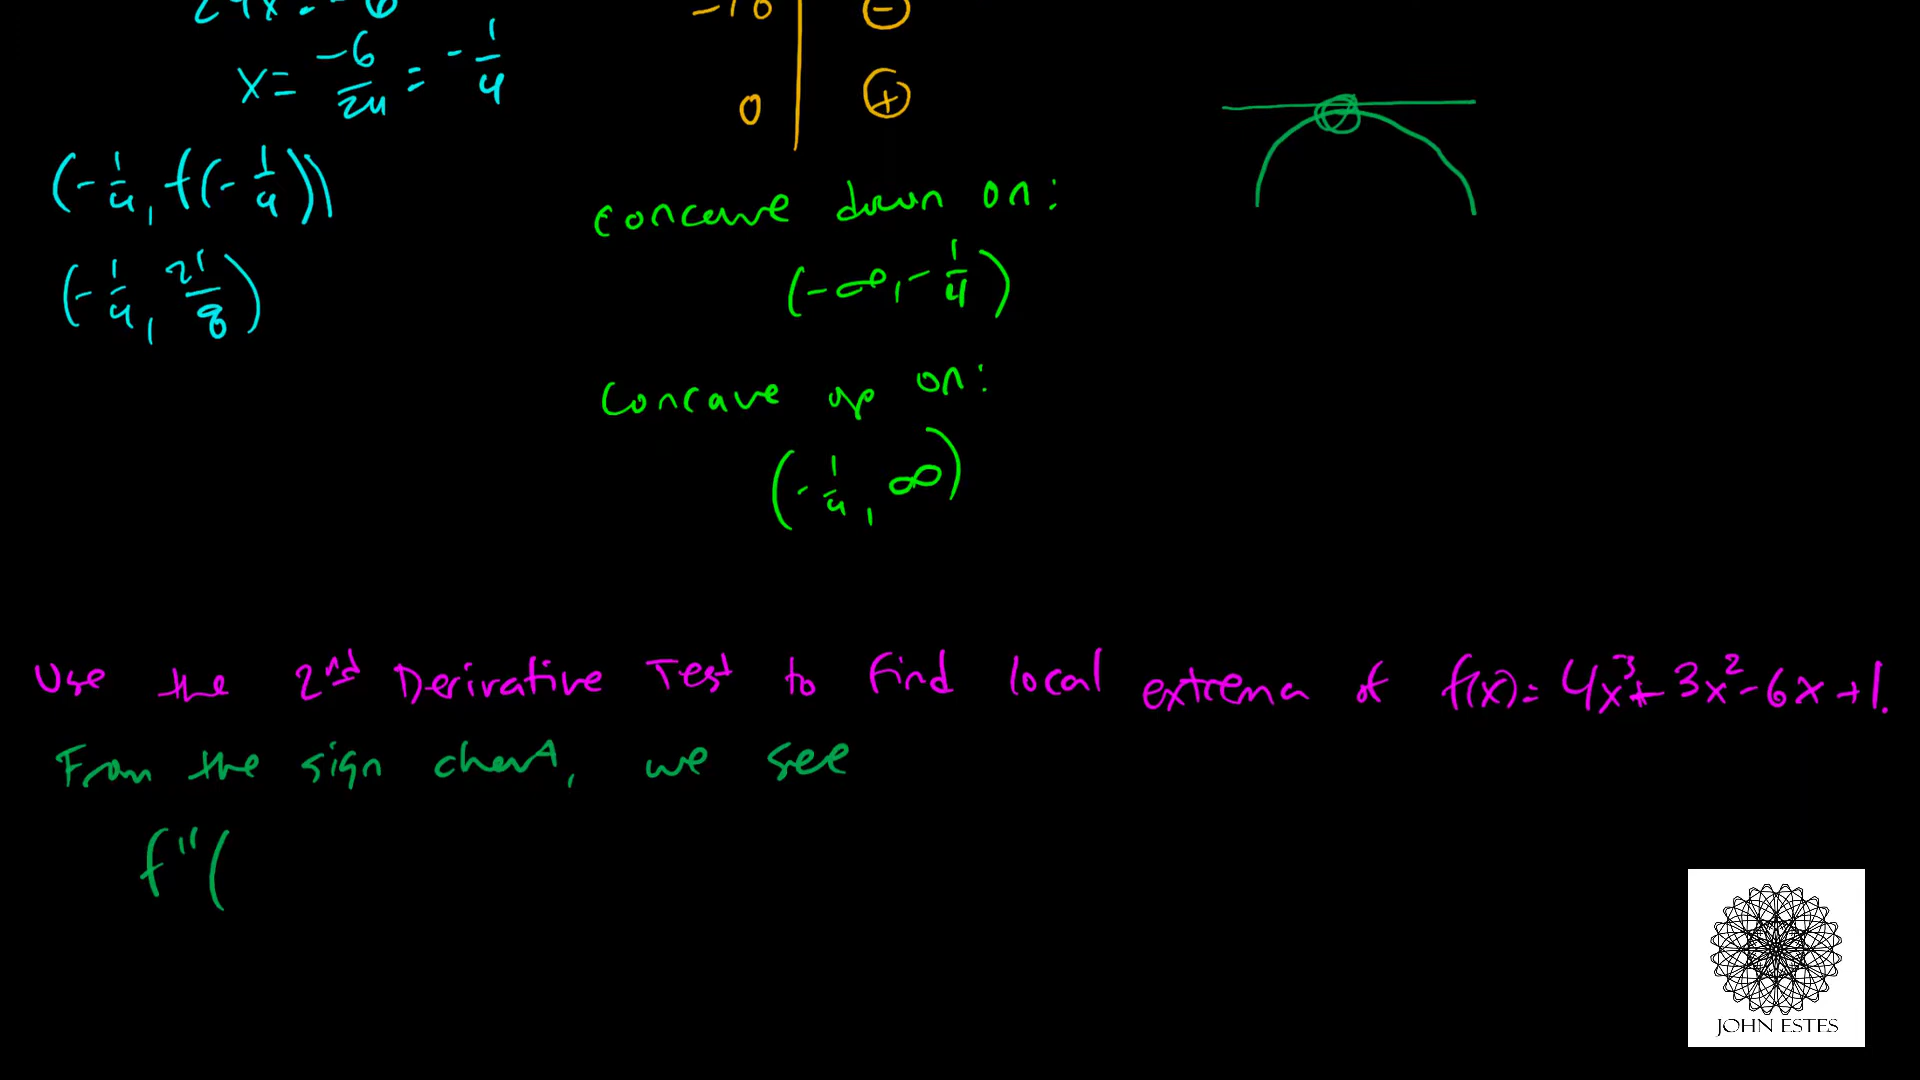 24x = -6
x = -6/24 = -1/4
(-1/4, f(-1/4))
(-1/4, 21/8)
-10 | ⊖
0 | ⊕
concave down on:
(-∞, -1/4)
Concave up on:
(-1/4, ∞)
Use the 2nd Derivative Test to find local extrema of f(x) = 4x³ + 3x² - 6x + 1.
From the sign chart, we see
f''(
JOHN ESTES